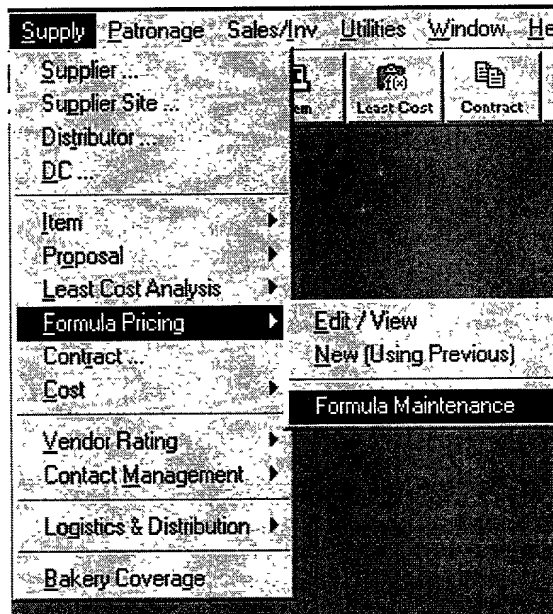 Supply Patronage Sales/Inv Utilities Window He
Supplier ...
Supplier Site ...
Distributor ...
DC ...
Item
Proposal
Least Cost Analysis
Formula Pricing
Contract ...
Cost
Vendor Rating
Contact Management
Logistics & Distribution
Bakery Coverage
em
Least Cost
Contract
Edit / View
New (Using Previous)
Formula Maintenance